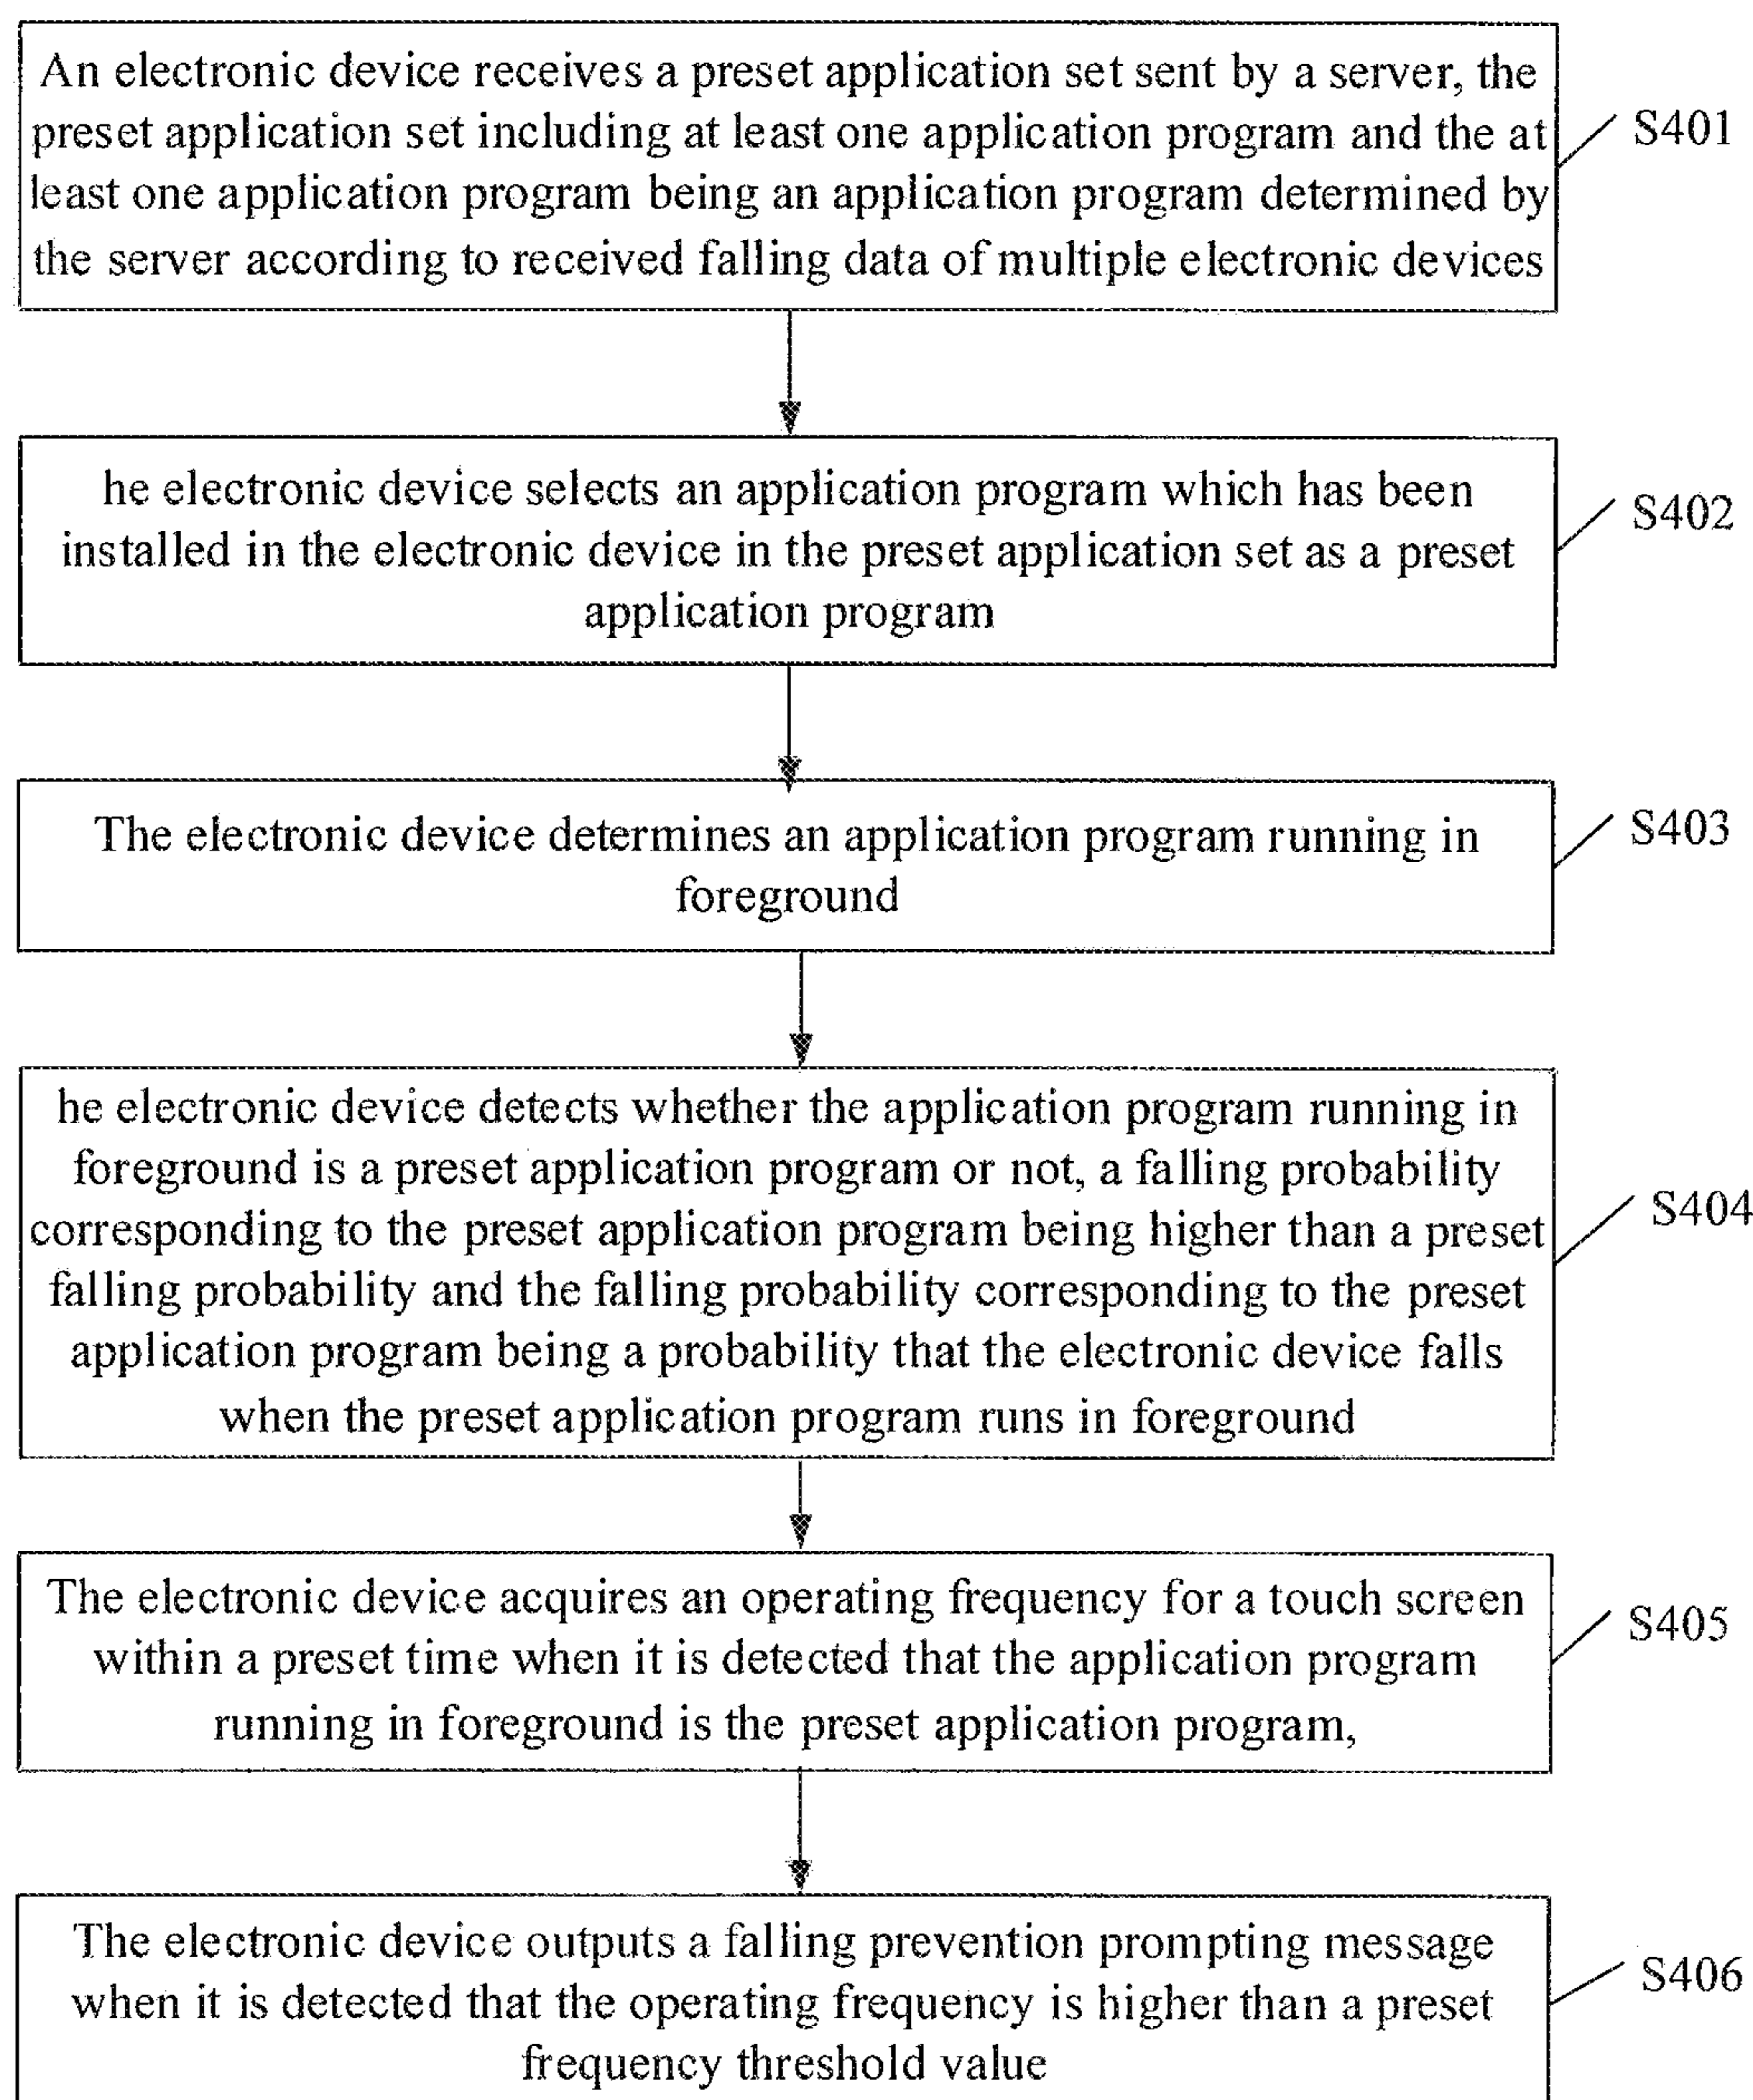 An electronic device receives a preset application set sent by a server, the
preset application set including at least one application program and the at
least one application program being an application program determined by
the server according to received falling data of multiple electronic devices
S401
he electronic device selects an application program which has been
installed in the electronic device in the preset application set as a preset
application program
S402
The electronic device determines an application program running in
foreground
S403
he electronic device detects whether the application program running in
foreground is a preset application program or not, a falling probability
corresponding to the preset application program being higher than a preset
falling probability and the falling probability corresponding to the preset
application program being a probability that the electronic device falls
when the preset application program runs in foreground
S404
The electronic device acquires an operating frequency for a touch screen
within a preset time when it is detected that the application program
running in foreground is the preset application program,
S405
The electronic device outputs a falling prevention prompting message
when it is detected that the operating frequency is higher than a preset
frequency threshold value
S406